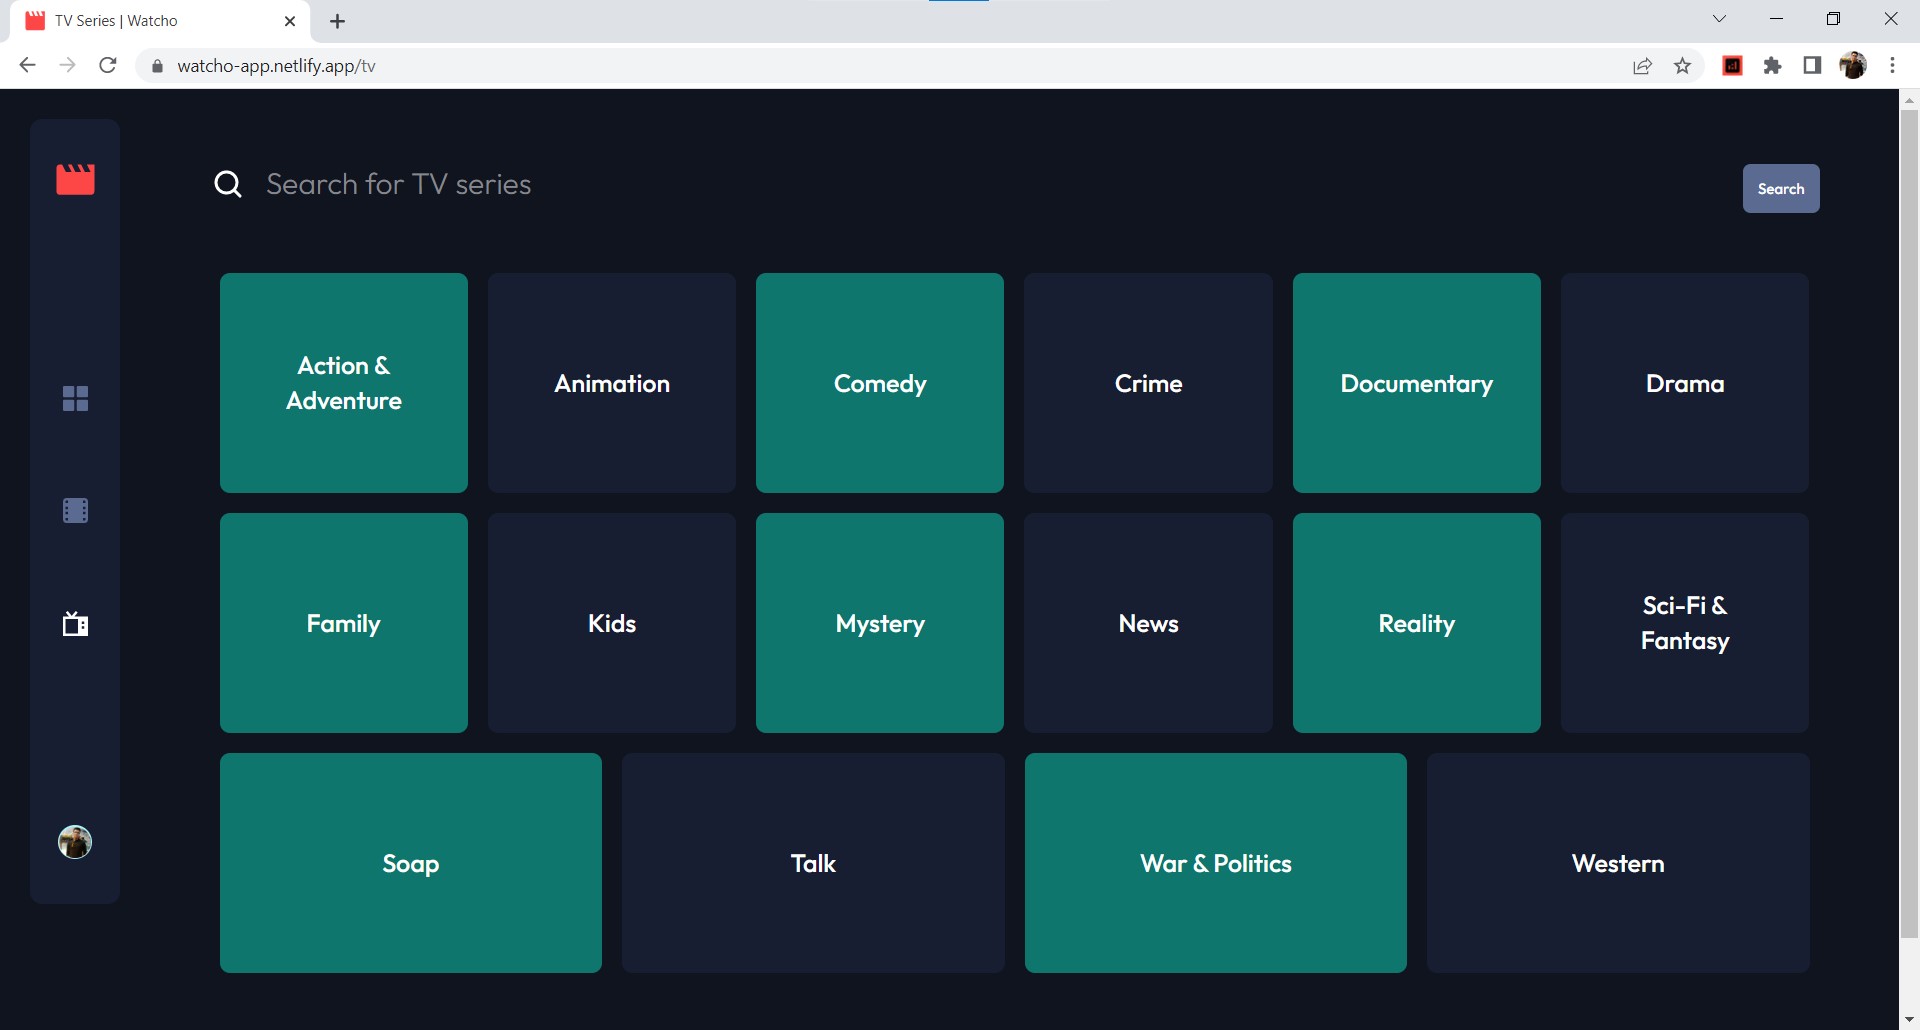 TV Series | Watcho
watcho-app.netlify.app/tv
Search for TV series
Search
Action &
Adventure
Animation
Comedy
Crime
Documentary
Drama
Family
Kids
Mystery
News
Reality
Sci-Fi &
Fantasy
Soap
Talk
War & Politics
Western